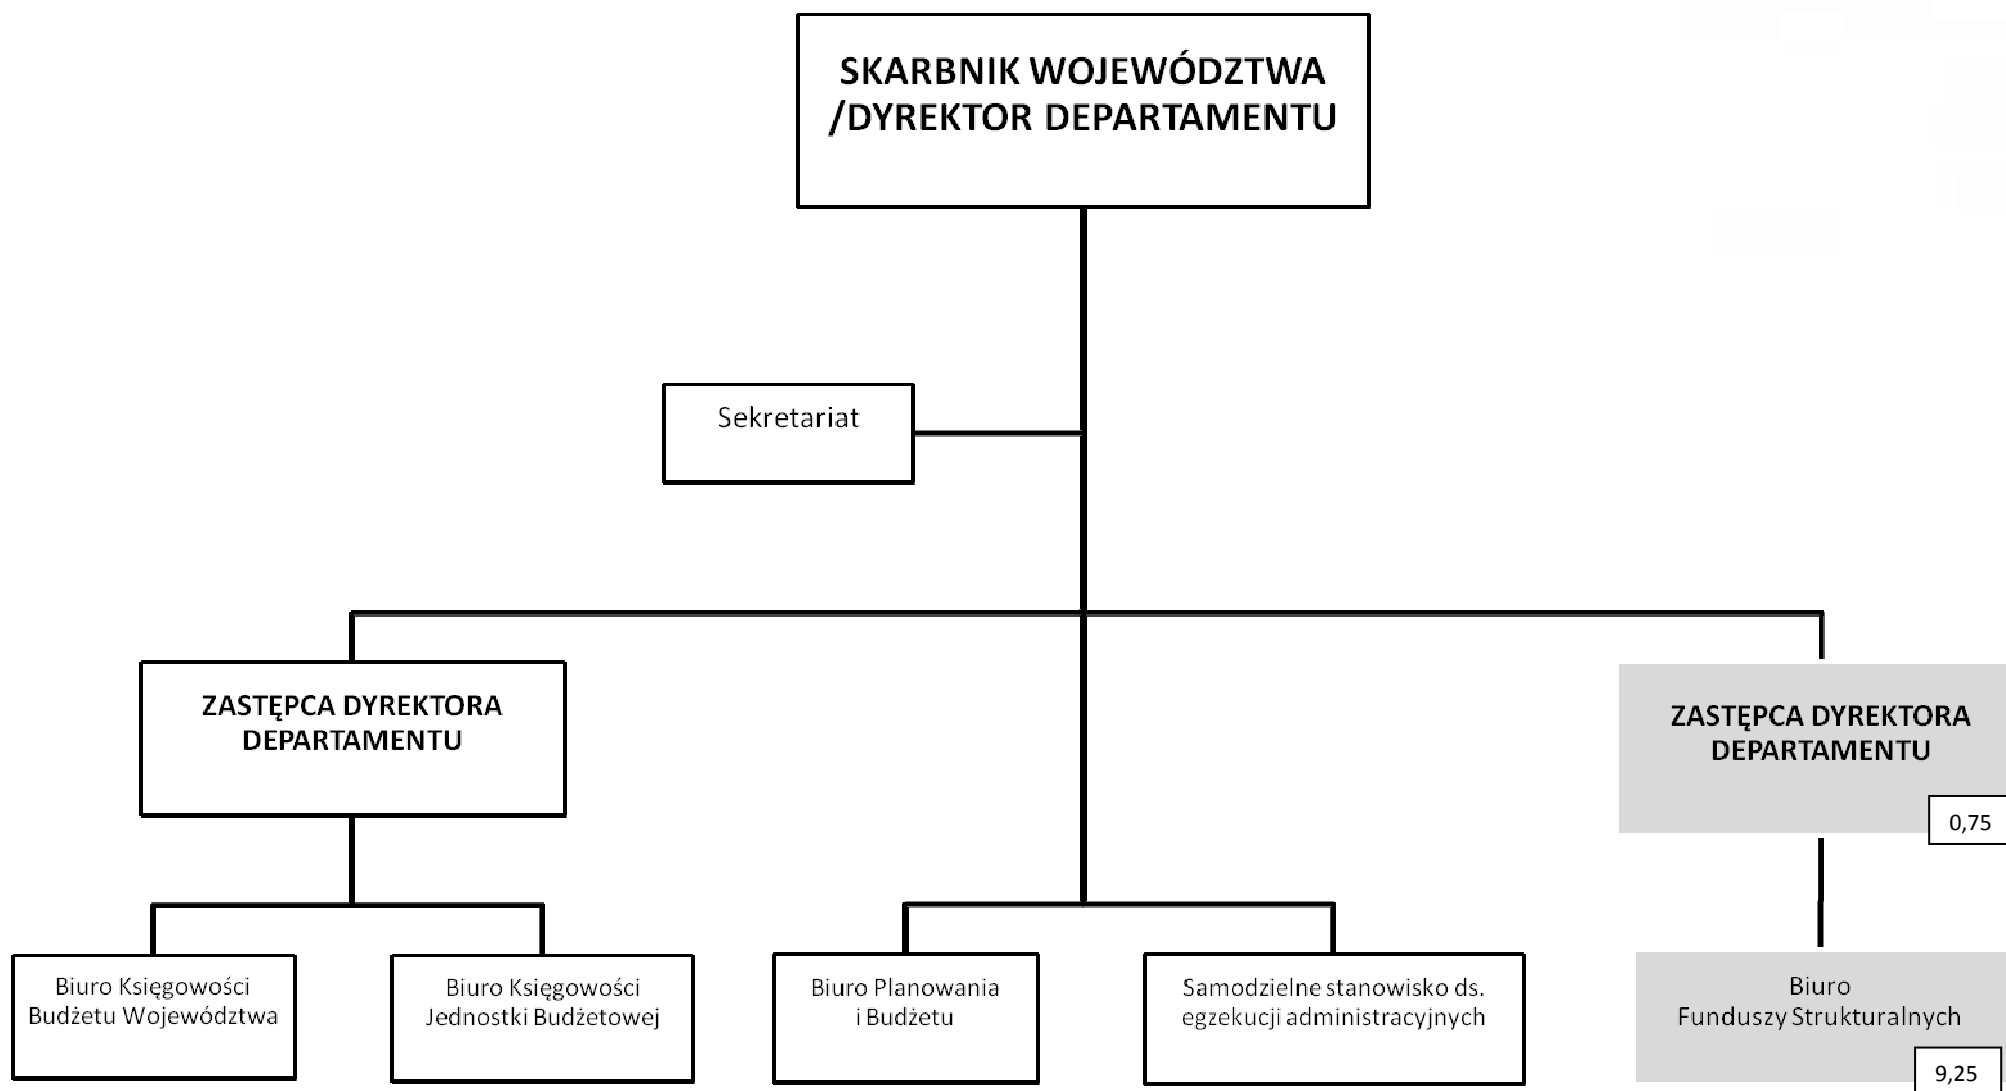 SKARBNIK WOJEWÓDZTWA
/DYREKTOR DEPARTAMENTU
Sekretariat
ZASTĘPCA DYREKTORA
DEPARTAMENTU
ZASTĘPCA DYREKTORA
DEPARTAMENTU
0,75
Biuro Księgowości
Budżetu Województwa
Biuro Księgowości
Jednostki Budżetowej
Biuro Planowania
i Budżetu
Samodzielne stanowisko ds.
egzekucji administracyjnych
Biuro
Funduszy Strukturalnych
9,25